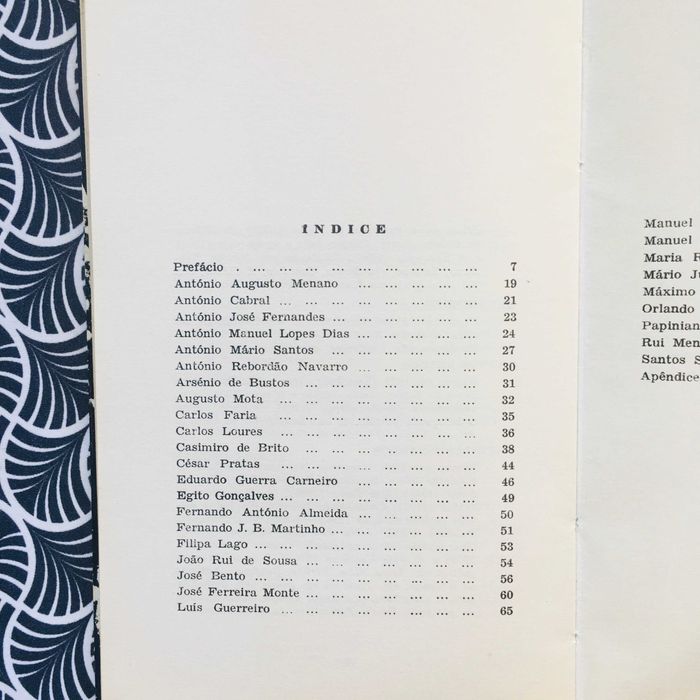 ÍNDICE
Prefácio . ... ... ... ... ... ... ... ... ... 7
António Augusto Menano ... ... ... ... ... 19
António Cabral ... ... ... ... ... ... ... ... 21
António José Fernandes ... ... ... ... ... ... 23
António Manuel Lopes Dias ... ... ... ... ... 24
António Mário Santos ... ... ... ... ... ... 27
António Rebordão Navarro ... ... ... ... ... 30
Arsénio de Bustos ... ... ... ... ... ... ... 31
Augusto Mota ... ... ... ... ... ... ... ... 32
Carlos Faria ... ... ... ... ... ... ... ... 35
Carlos Loures ... ... ... ... ... ... ... ... 36
Casimiro de Brito ... ... ... ... ... ... ... 38
César Pratas ... ... ... ... ... ... ... ... 44
Eduardo Guerra Carneiro ... ... ... ... ... 46
Egito Gonçalves ... ... ... ... ... ... ... ... 49
Fernando António Almeida ... ... ... ... ... 50
Fernando J. B. Martinho ... ... ... ... ... ... 51
Filipa Lago ... ... ... ... ... ... ... ... ... 53
João Rui de Sousa ... ... ... ... ... ... ... 54
José Bento ... ... ... ... ... ... ... ... ... 56
José Ferreira Monte ... ... ... ... ... ... ... 60
Luís Guerreiro ... ... ... ... ... ... ... ... 65
Manuel
Manuel
Maria
Mário
Máximo
Orlando
Papinian
Rui Men
Santos S
Apêndice